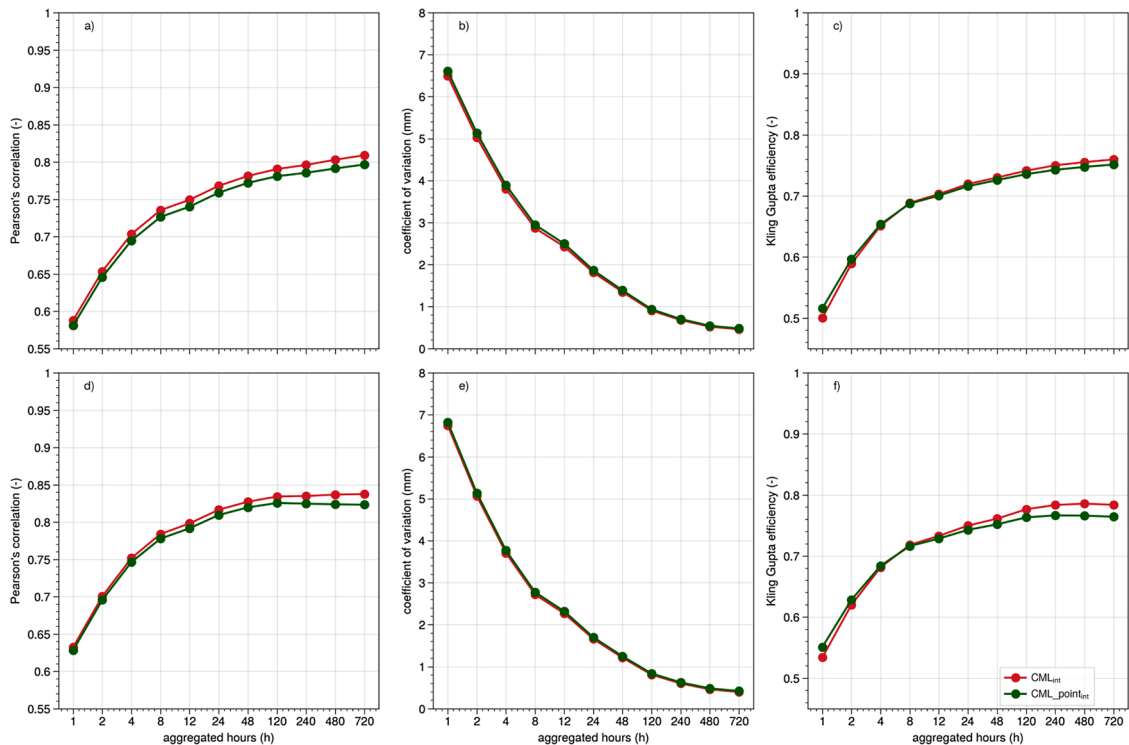 a)
1
0.95
0.9
0.85
0.8
0.75
0.7
0.65
0.6
0.55
Pearson's correlation (-)
1 2 4 8 12 24 48 120 240 480 720
b)
8
7
6
5
4
3
2
1
0
coefficient of variation (mm)
1 2 4 8 12 24 48 120 240 480 720
c)
1
0.9
0.8
0.7
0.6
0.5
Kling Gupta efficiency (-)
1 2 4 8 12 24 48 120 240 480 720
d)
1
0.95
0.9
0.85
0.8
0.75
0.7
0.65
0.6
0.55
Pearson's correlation (-)
1 2 4 8 12 24 48 120 240 480 720
aggregated hours (h)
e)
8
7
6
5
4
3
2
1
0
coefficient of variation (mm)
1 2 4 8 12 24 48 120 240 480 720
aggregated hours (h)
f)
1
0.9
0.8
0.7
0.6
0.5
Kling Gupta efficiency (-)
CMLint
CML_pointint
1 2 4 8 12 24 48 120 240 480 720
aggregated hours (h)